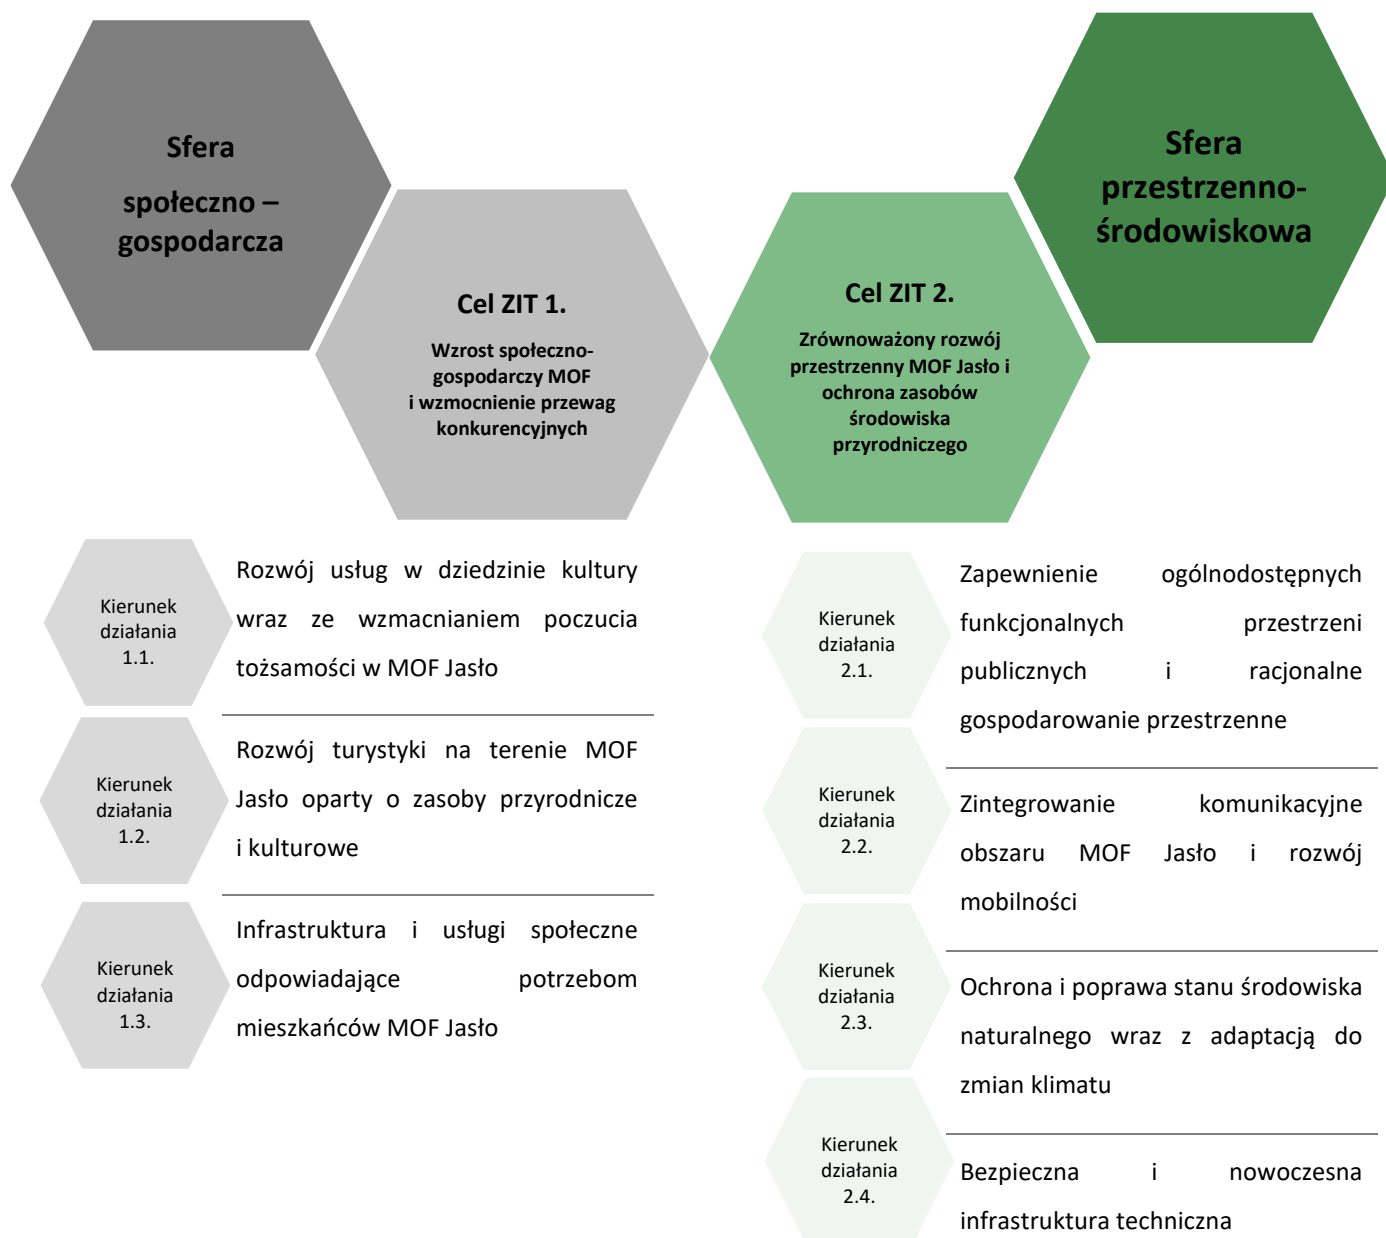 Sfera
społeczno –
gospodarcza
Cel ZIT 1.
Wzrost społeczno-
gospodarczy MOF
i wzmocnienie przewag
konkurencyjnych
Cel ZIT 2.
Zrównoważony rozwój
przestrzenny MOF Jasło i
ochrona zasobów
środowiska
przyrodniczego
Sfera
przestrzenno-
środowiskowa
Kierunek
działania
1.1.
Rozwój usług w dziedzinie kultury
wraz ze wzmacnianiem poczucia
tożsamości w MOF Jasło
Kierunek
działania
1.2.
Rozwój turystyki na terenie MOF
Jasło oparty o zasoby przyrodnicze
i kulturowe
Kierunek
działania
1.3.
Infrastruktura i usługi społeczne
odpowiadające potrzebom
mieszkańców MOF Jasło
Kierunek
działania
2.1.
Zapewnienie ogólnodostępnych
funkcjonalnych przestrzeni
publicznych i racjonalne
gospodarowanie przestrzenne
Kierunek
działania
2.2.
Zintegrowanie komunikacyjne
obszaru MOF Jasło i rozwój
mobilności
Kierunek
działania
2.3.
Ochrona i poprawa stanu środowiska
naturalnego wraz z adaptacją do
zmian klimatu
Kierunek
działania
2.4.
Bezpieczna i nowoczesna
infrastruktura techniczna